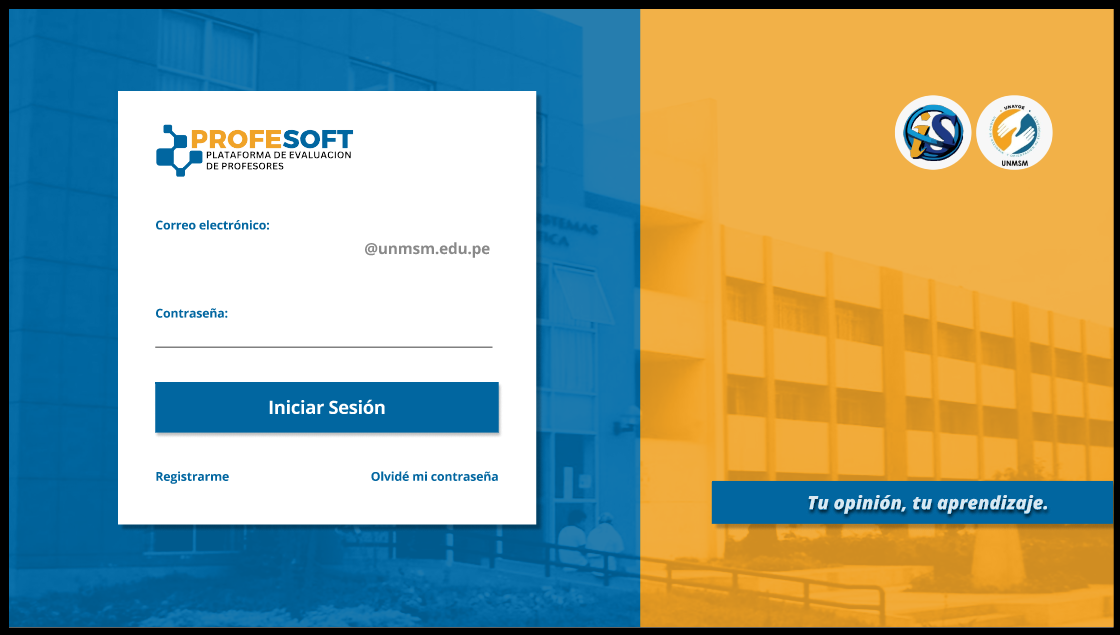 PROFESOFT
PLATAFORMA DE EVALUACION
DE PROFESORES
Correo electrónico:
@unmsm.edu.pe
Contraseña:
Iniciar Sesión
Registrarme
Olvidé mi contraseña
iS
UNAYOE
UNMSM
Tu opinión, tu aprendizaje.